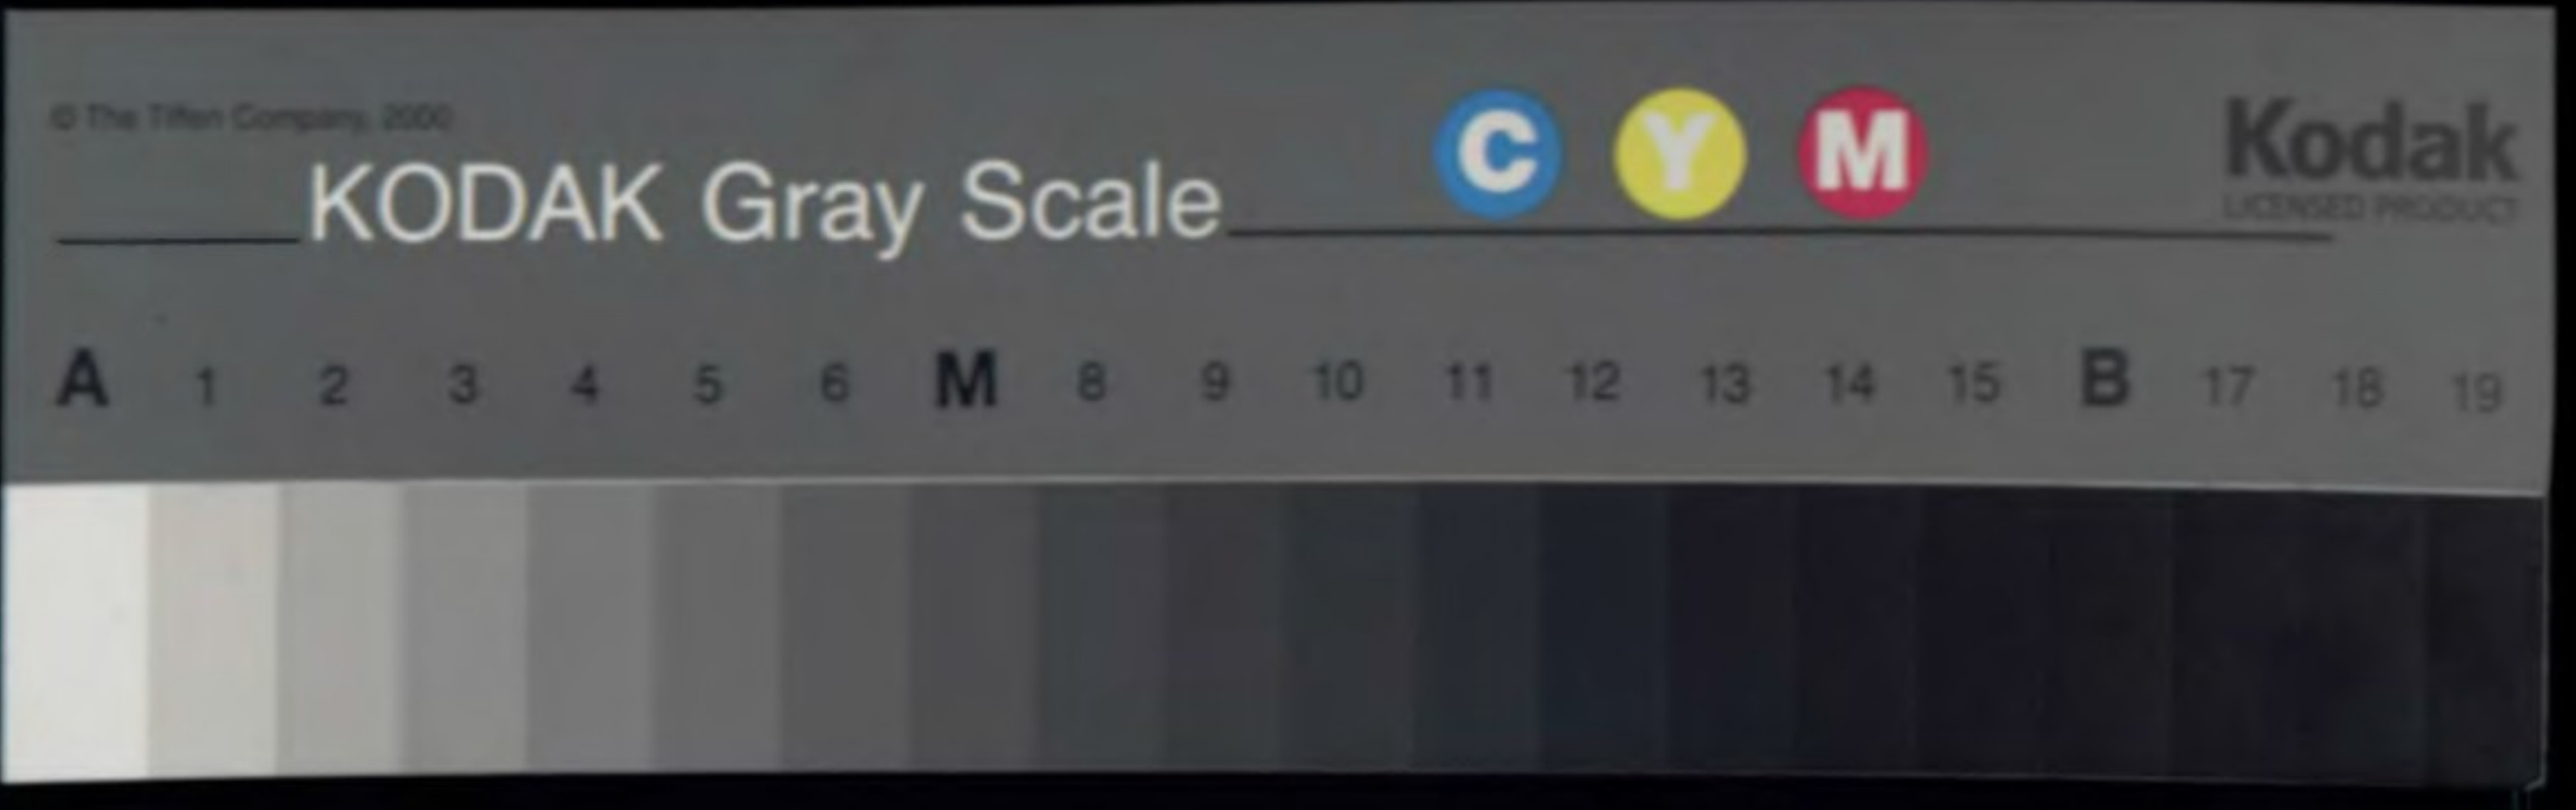 © The Tiffen Company, 2000
KODAK Gray Scale
C Y M
Kodak
LICENSED PRODUCT
A 1 2 3 4 5 6 M 8 9 10 11 12 13 14 15 B 17 18 19